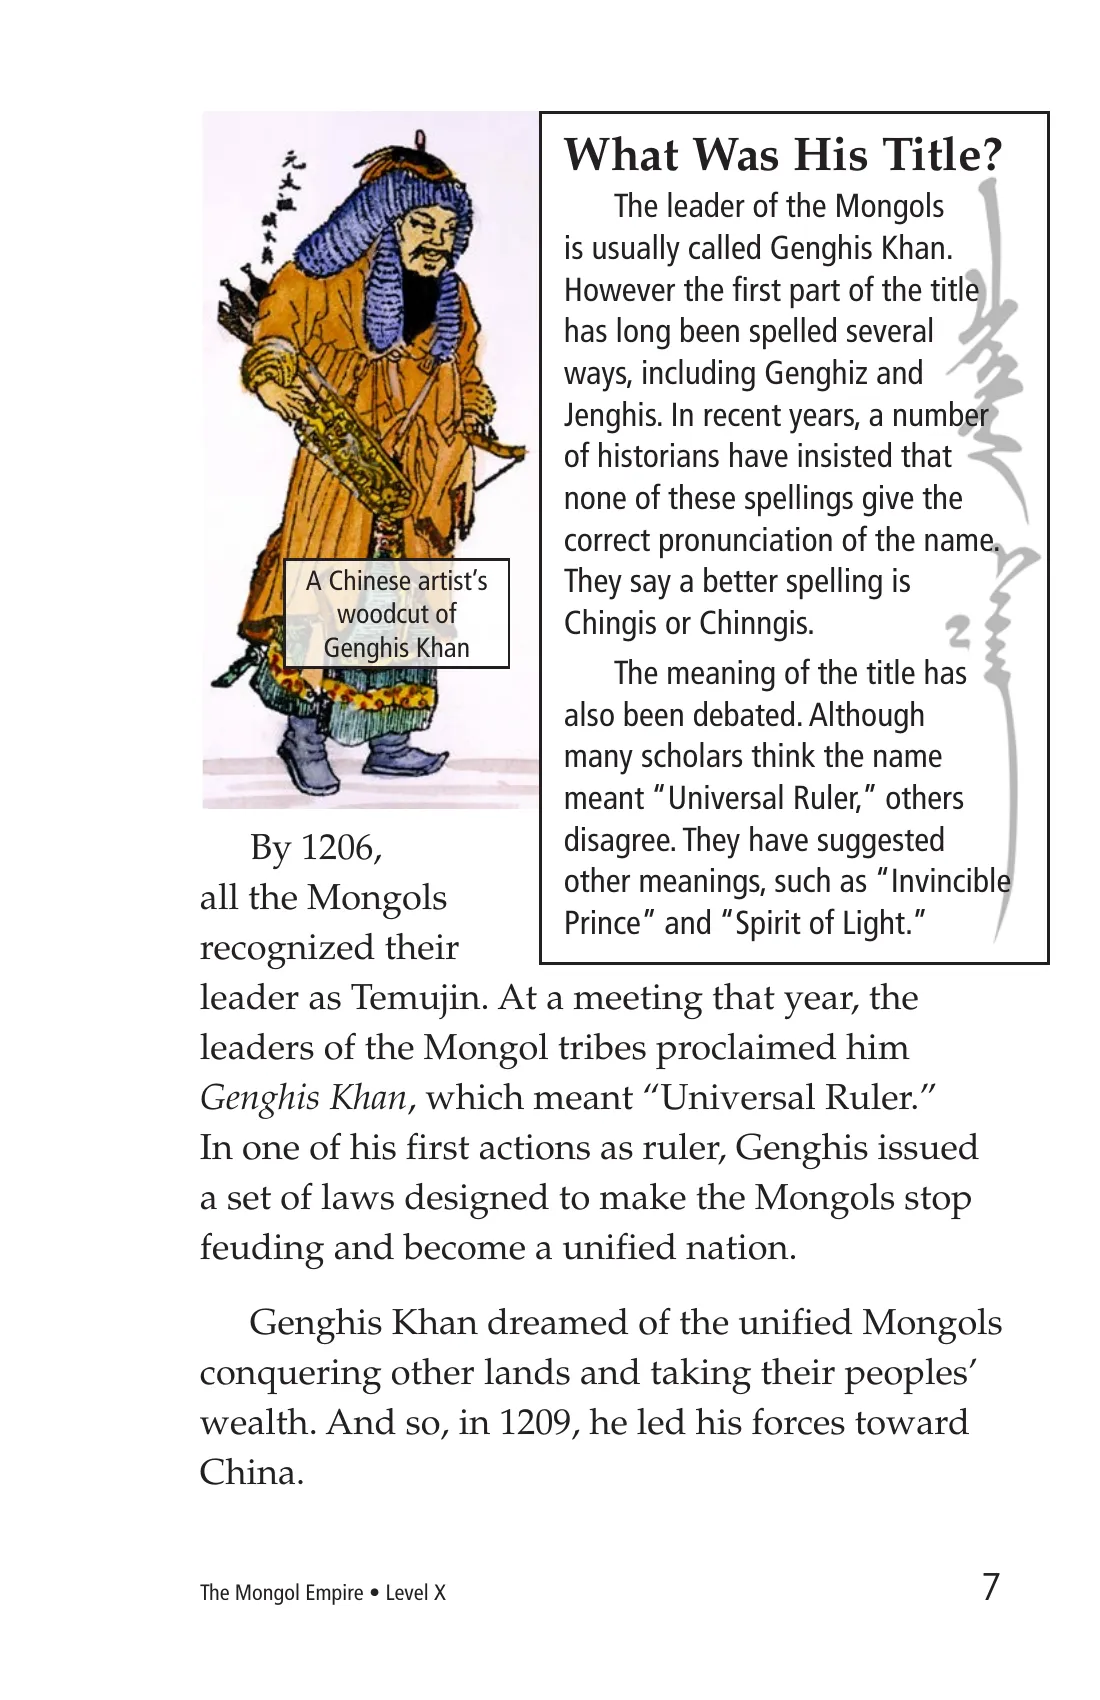 元太祖
What Was His Title?
The leader of the Mongols
is usually called Genghis Khan.
However the first part of the title
has long been spelled several
ways, including Genghiz and
Jenghis. In recent years, a number
of historians have insisted that
none of these spellings give the
correct pronunciation of the name.
They say a better spelling is
Chingis or Chinngis.
The meaning of the title has
also been debated. Although
many scholars think the name
meant “Universal Ruler,” others
disagree. They have suggested
other meanings, such as “Invincible
Prince” and “Spirit of Light.”
A Chinese artist’s
woodcut of
Genghis Khan
By 1206,
all the Mongols
recognized their
leader as Temujin. At a meeting that year, the
leaders of the Mongol tribes proclaimed him
Genghis Khan, which meant “Universal Ruler.”
In one of his first actions as ruler, Genghis issued
a set of laws designed to make the Mongols stop
feuding and become a unified nation.
Genghis Khan dreamed of the unified Mongols
conquering other lands and taking their peoples’
wealth. And so, in 1209, he led his forces toward
China.
The Mongol Empire • Level X
7